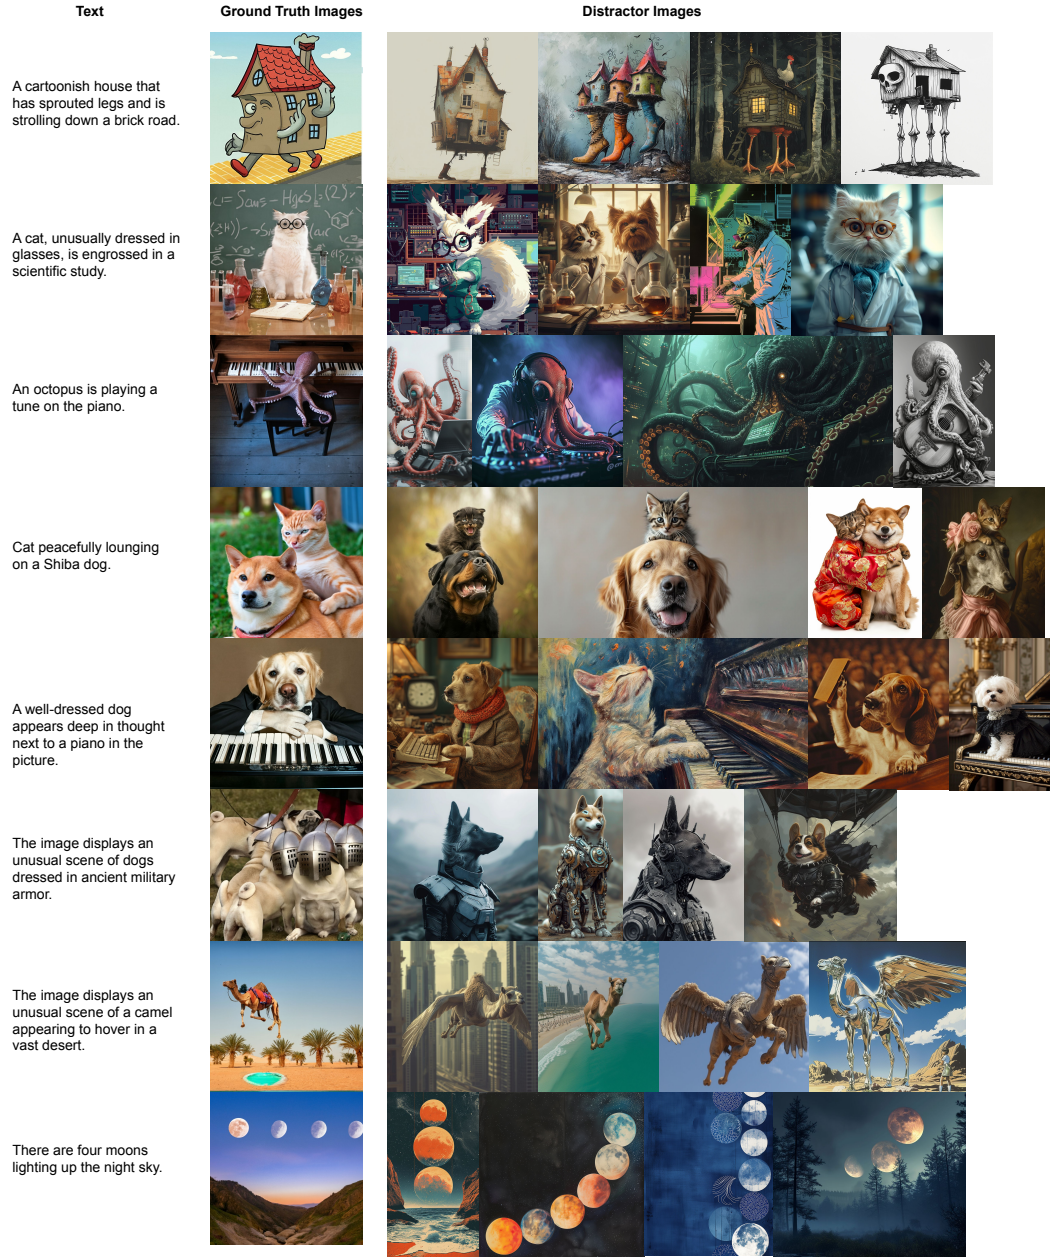 Text
Ground Truth Images
Distractor Images
A cartoonish house that
has sprouted legs and is
strolling down a brick road.
A cat, unusually dressed in
glasses, is engrossed in a
scientific study.
An octopus is playing a
tune on the piano.
Cat peacefully lounging
on a Shiba dog.
A well-dressed dog
appears deep in thought
next to a piano in the
picture.
The image displays an
unusual scene of dogs
dressed in ancient military
armor.
The image displays an
unusual scene of a camel
appearing to hover in a
vast desert.
There are four moons
lighting up the night sky.